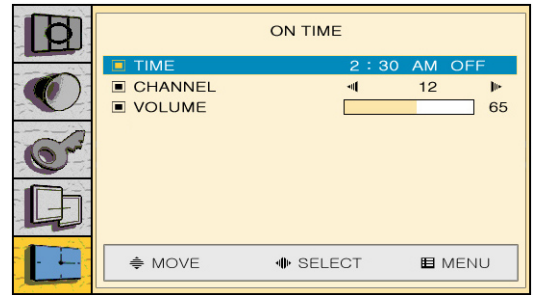 ON TIME
TIME 2 : 30 AM OFF
CHANNEL 12
VOLUME 65
MOVE SELECT MENU